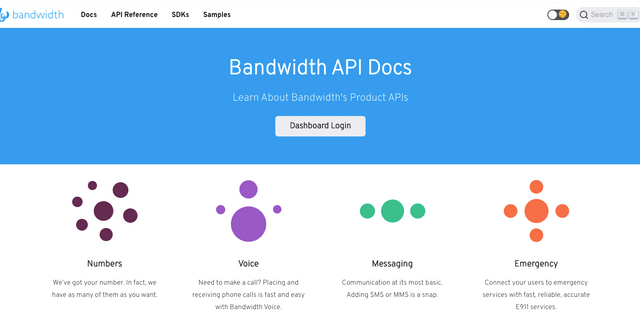 bandwidth Docs API Reference SDKs Samples Search ⌘ K
Bandwidth API Docs
Learn About Bandwidth's Product APIs
Dashboard Login
Numbers
We've got your number. In fact, we
have as many of them as you want.
Voice
Need to make a call? Placing and
receiving phone calls is fast and easy
with Bandwidth Voice.
Messaging
Communication at its most basic.
Adding SMS or MMS is a snap.
Emergency
Connect your users to emergency
services with fast, reliable, accurate
E911 services.